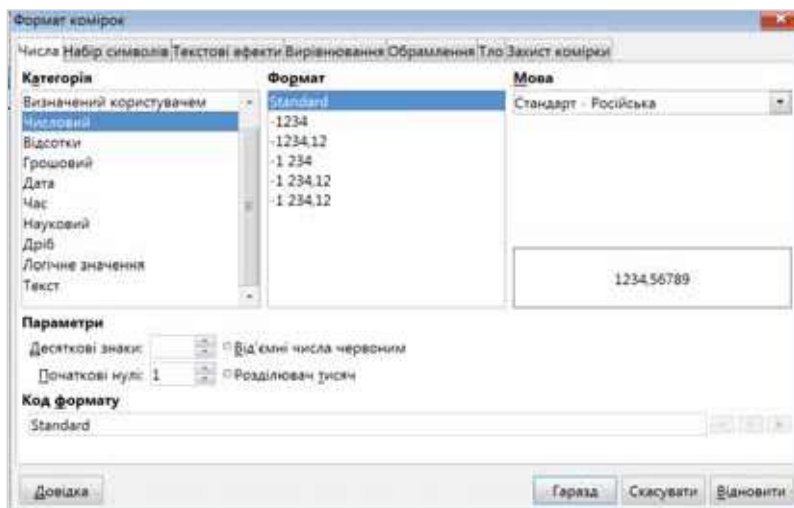 Формат комірок
Числа Набір символів Текстові ефекти Вирівнювання Обрамлення Тло Захист комірки
Категорія
Визначений користувачем
Числовий
Відсотки
Грошовий
Дата
Час
Науковий
Дріб
Логічне значення
Текст
Формат
Standard
-1234
-1234,12
-1 234
-1 234,12
-1 234,12
Мова
Стандарт - Російська
1234,56789
Параметри
Десяткові знаки:
Від'ємні числа червоним
Початкові нулі: 1
Розділювач тисяч
Код формату
Standard
Довідка
Гаразд
Скасувати
Відновити